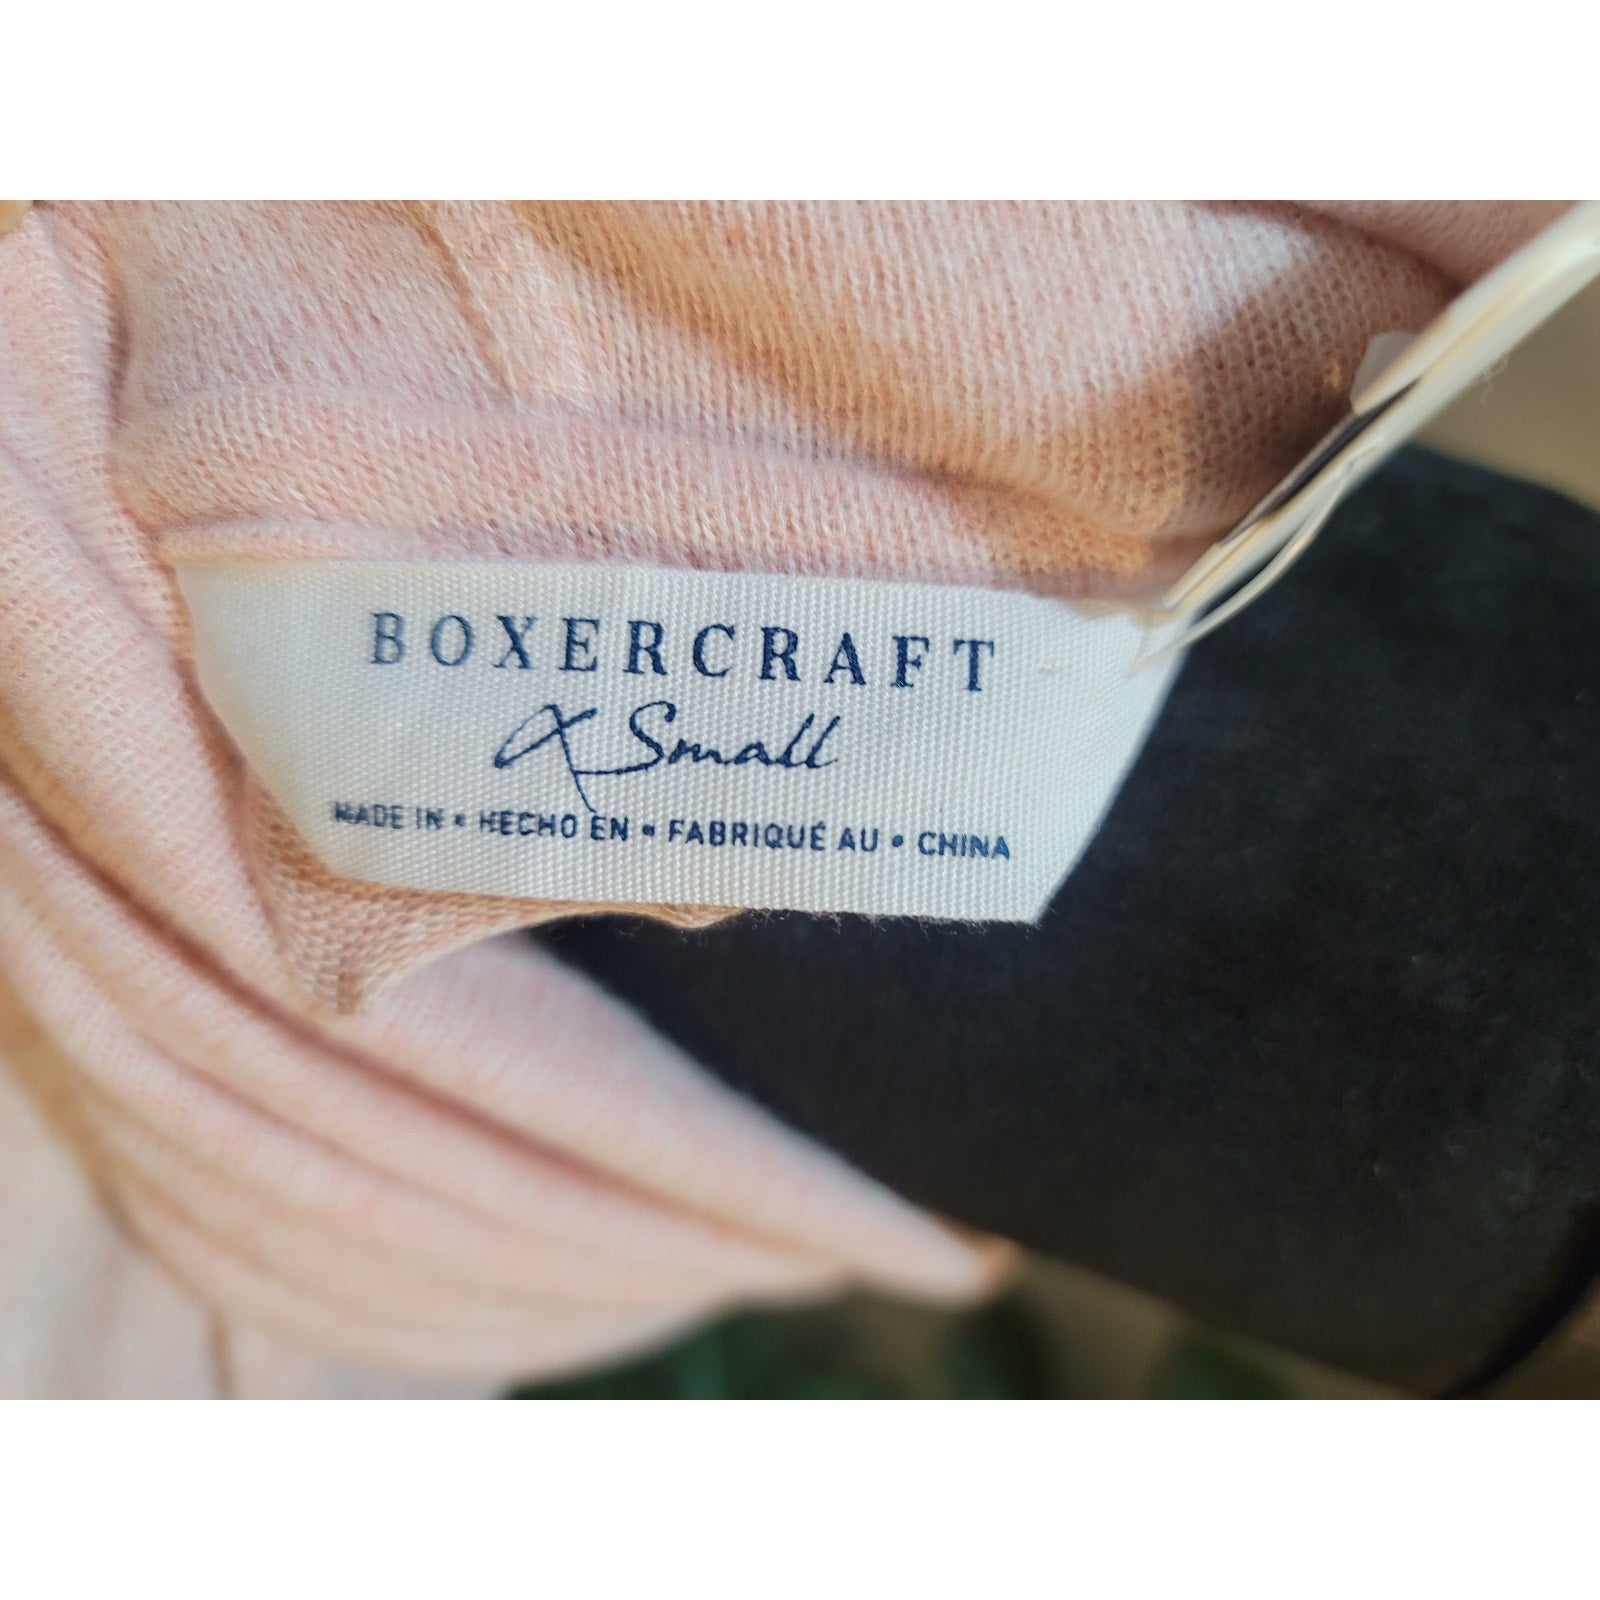 BOXERCRAFT
X Small
MADE IN • HECHO EN • FABRIQUÉ AU • CHINA